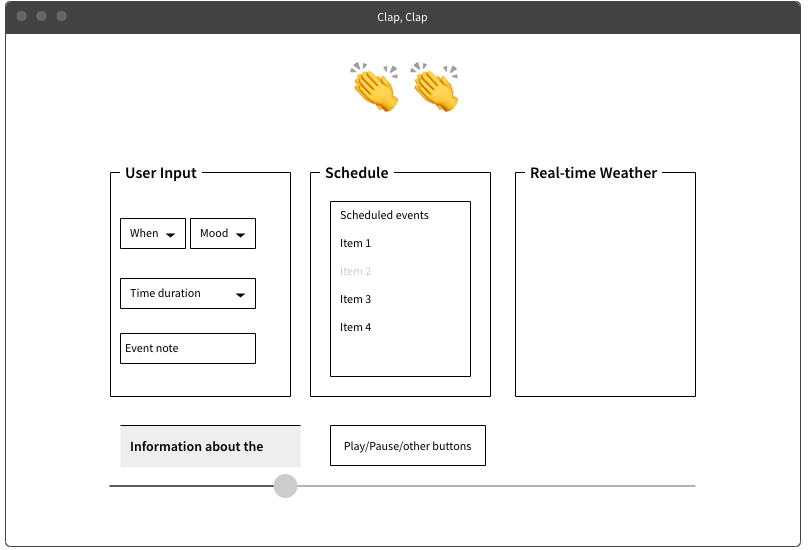 Clap, Clap
User Input
When
Mood
Time duration
Event note
Schedule
Scheduled events
Item 1
Item 2
Item 3
Item 4
Real-time Weather
Information about the
Play/Pause/other buttons